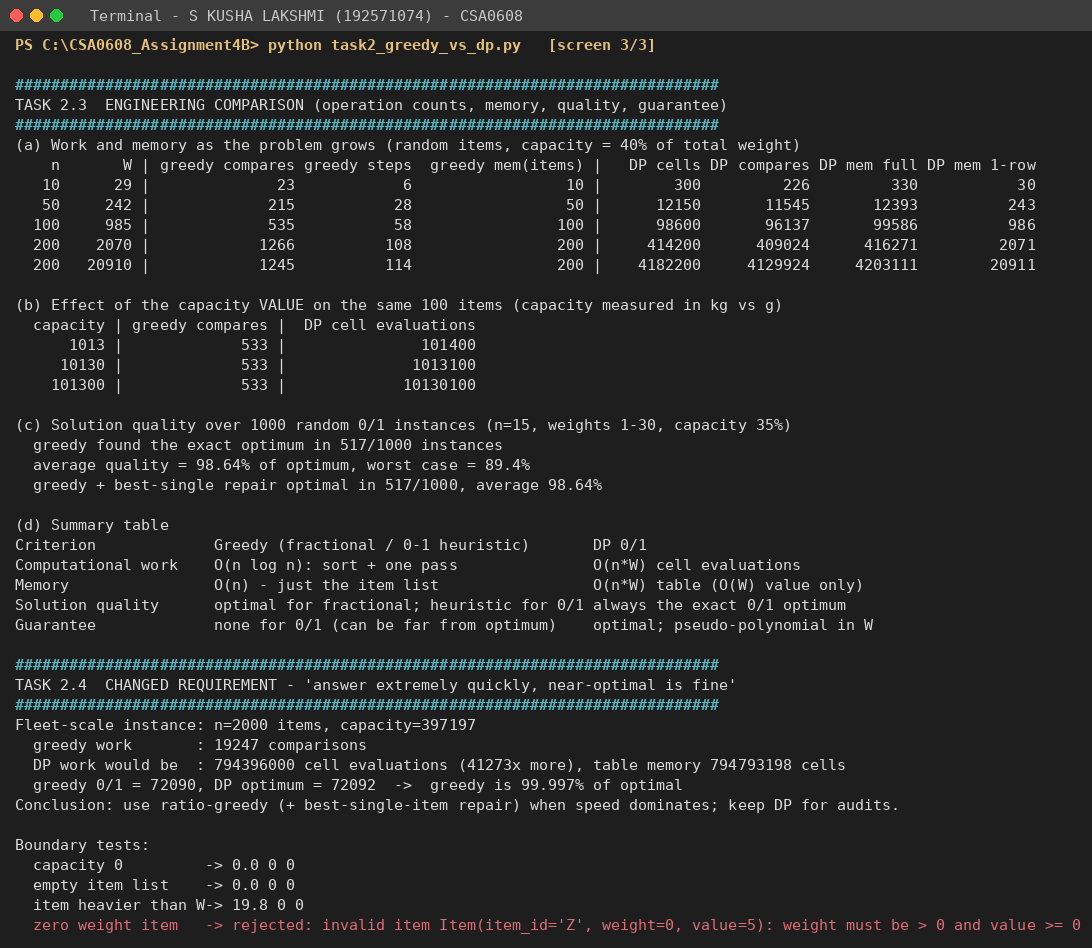 Terminal - S KUSHA LAKSHMI (192571074) - CSA0608
PS C:\CSA0608_Assignment4B> python task2_greedy_vs_dp.py   [screen 3/3]
##############################################################################
TASK 2.3  ENGINEERING COMPARISON (operation counts, memory, quality, guarantee)
##############################################################################
(a) Work and memory as the problem grows (random items, capacity = 40% of total weight)
    n       W | greedy compares greedy steps  greedy mem(items) |   DP cells DP compares DP mem full DP mem 1-row
   10      29 |              23            6                 10 |        300         226         330           30
   50     242 |             215           28                 50 |      12150       11545       12393          243
  100     985 |             535           58                100 |      98600       96137       99586          986
  200    2070 |            1266          108                200 |     414200      409024      416271         2071
  200   20910 |            1245          114                200 |    4182200     4129924     4203111        20911
(b) Effect of the capacity VALUE on the same 100 items (capacity measured in kg vs g)
  capacity | greedy compares |  DP cell evaluations
      1013 |             533 |               101400
     10130 |             533 |              1013100
    101300 |             533 |             10130100
(c) Solution quality over 1000 random 0/1 instances (n=15, weights 1-30, capacity 35%)
  greedy found the exact optimum in 517/1000 instances
  average quality = 98.64% of optimum, worst case = 89.4%
  greedy + best-single repair optimal in 517/1000, average 98.64%
(d) Summary table
Criterion             Greedy (fractional / 0-1 heuristic)       DP 0/1
Computational work    O(n log n): sort + one pass               O(n*W) cell evaluations
Memory                O(n) - just the item list                 O(n*W) table (O(W) value only)
Solution quality      optimal for fractional; heuristic for 0/1 always the exact 0/1 optimum
Guarantee             none for 0/1 (can be far from optimum)    optimal; pseudo-polynomial in W
##############################################################################
TASK 2.4  CHANGED REQUIREMENT - 'answer extremely quickly, near-optimal is fine'
##############################################################################
Fleet-scale instance: n=2000 items, capacity=397197
  greedy work       : 19247 comparisons
  DP work would be  : 794396000 cell evaluations (41273x more), table memory 794793198 cells
  greedy 0/1 = 72090, DP optimum = 72092  ->  greedy is 99.997% of optimal
Conclusion: use ratio-greedy (+ best-single-item repair) when speed dominates; keep DP for audits.
Boundary tests:
  capacity 0         -> 0.0 0 0
  empty item list    -> 0.0 0 0
  item heavier than W-> 19.8 0 0
  zero weight item   -> rejected: invalid item Item(item_id='Z', weight=0, value=5): weight must be > 0 and value >= 0